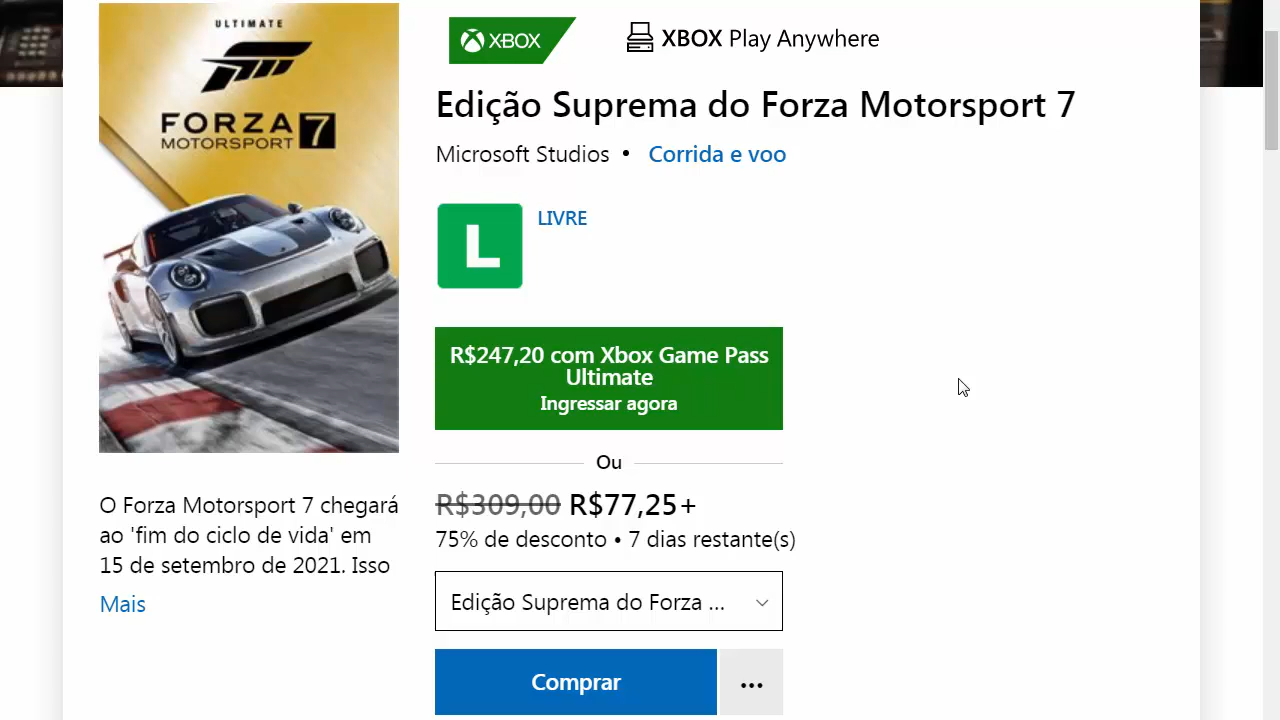 ULTIMATE
FORZA
MOTORSPORT 7
XBOX
XBOX Play Anywhere
Edição Suprema do Forza Motorsport 7
Microsoft Studios • Corrida e voo
L
LIVRE
R$247,20 com Xbox Game Pass
Ultimate
Ingressar agora
Ou
R$309,00 R$77,25+
75% de desconto • 7 dias restante(s)
O Forza Motorsport 7 chegará
ao 'fim do ciclo de vida' em
15 de setembro de 2021. Isso
Mais
Edição Suprema do Forza ...
Comprar
...